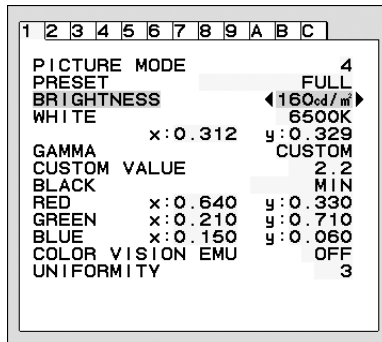 1 2 3 4 5 6 7 8 9 A B C
PICTURE MODE 4
PRESET FULL
BRIGHTNESS ◀160cd/㎡▶
WHITE 6500K
x:0.312 y:0.329
GAMMA CUSTOM
CUSTOM VALUE 2.2
BLACK MIN
RED x:0.640 y:0.330
GREEN x:0.210 y:0.710
BLUE x:0.150 y:0.060
COLOR VISION EMU OFF
UNIFORMITY 3